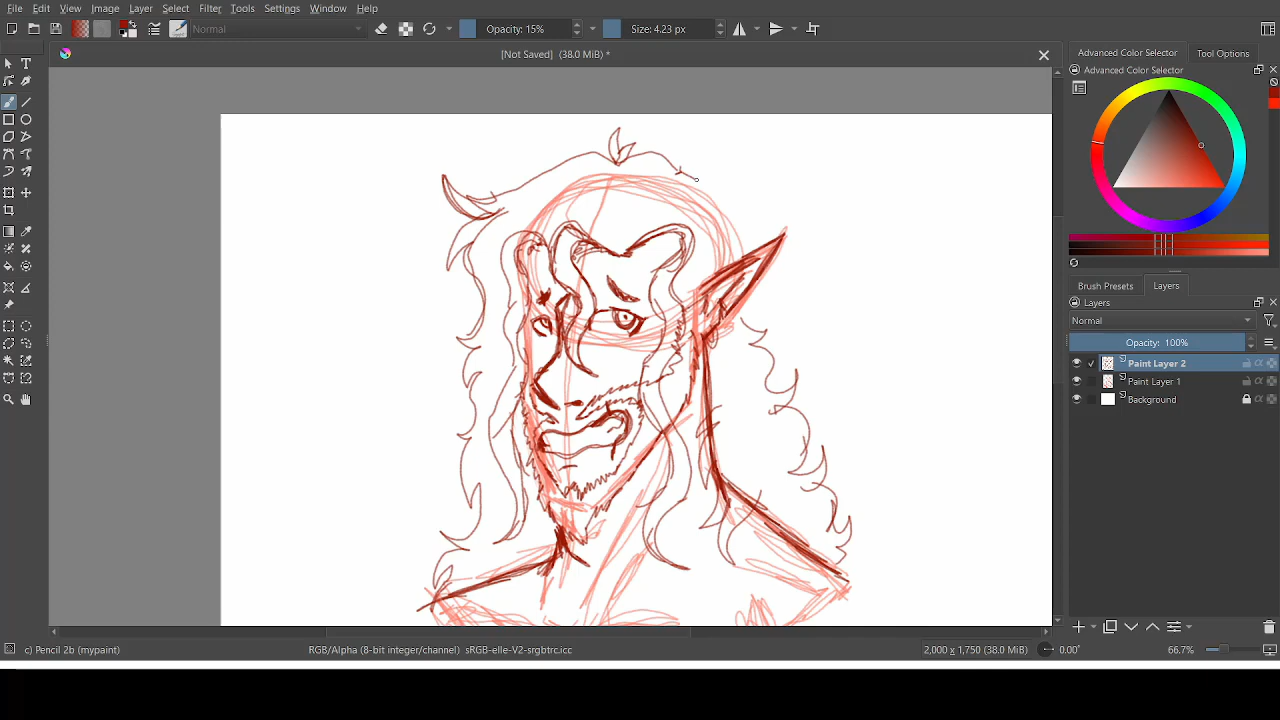 File Edit View Image Layer Select Filter Tools Settings Window Help
Normal Opacity: 15% Size: 4.23 px
[Not Saved] (38.0 MiB) *
Advanced Color Selector Tool Options
Advanced Color Selector
Brush Presets Layers
Layers
Normal
Opacity: 100%
Paint Layer 2
Paint Layer 1
Background
c) Pencil 2b (mypaint) RGB/Alpha (8-bit integer/channel) sRGB-elle-V2-srgbtrc.icc 2,000 x 1,750 (38.0 MiB) 0.00° 66.7%